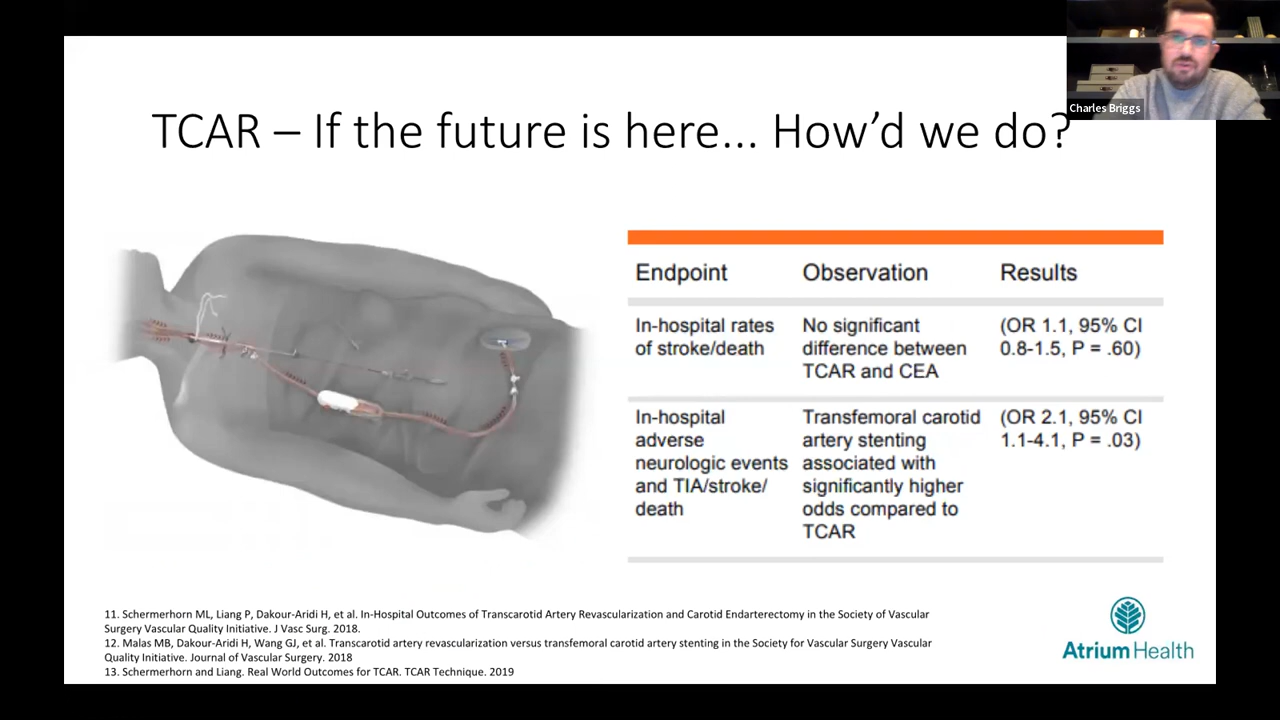 Charles Briggs
TCAR – If the future is here... How'd we do?
Endpoint
Observation
Results
In-hospital rates
of stroke/death
No significant
difference between
TCAR and CEA
(OR 1.1, 95% CI
0.8-1.5, P = .60)
In-hospital
adverse
neurologic events
and TIA/stroke/
death
Transfemoral carotid
artery stenting
associated with
significantly higher
odds compared to
TCAR
(OR 2.1, 95% CI
1.1-4.1, P = .03)
11. Schermerhorn ML, Liang P, Dakour-Aridi H, et al. In-Hospital Outcomes of Transcarotid Artery Revascularization and Carotid Endarterectomy in the Society of Vascular
Surgery Vascular Quality Initiative. J Vasc Surg. 2018.
12. Malas MB, Dakour-Aridi H, Wang GJ, et al. Transcarotid artery revascularization versus transfemoral carotid artery stenting in the Society for Vascular Surgery Vascular
Quality Initiative. Journal of Vascular Surgery. 2018
13. Schermerhorn and Liang. Real World Outcomes for TCAR. TCAR Technique. 2019
Atrium Health